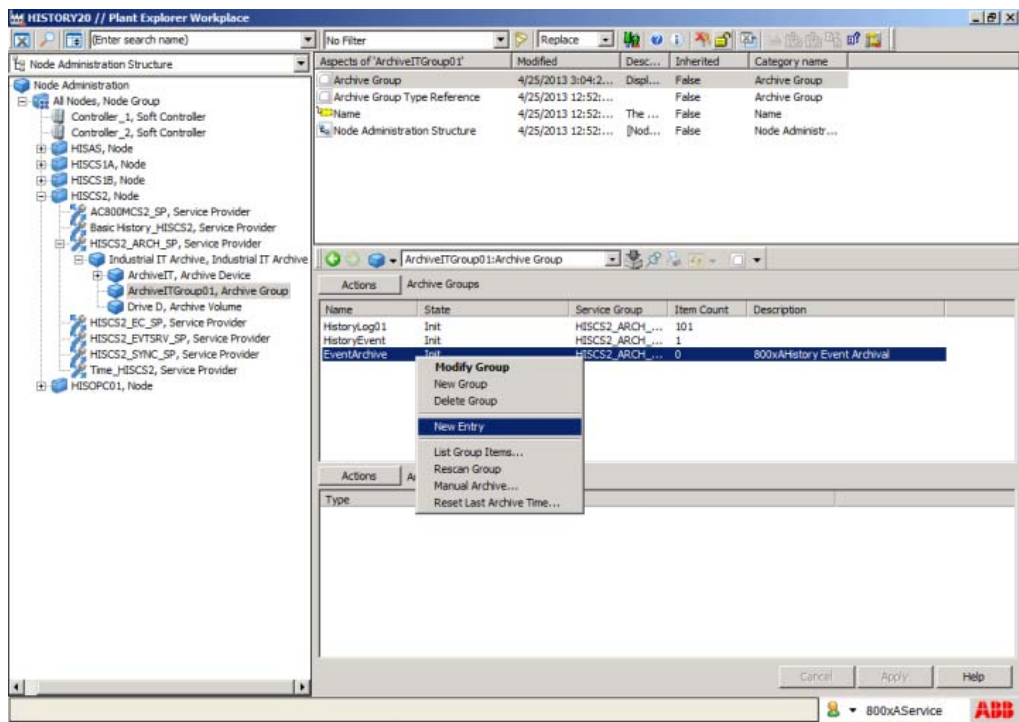 HISTORY20 // Plant Explorer Workplace
(Enter search name) No Filter Replace
Node Administration Structure
Node Administration
All Nodes, Node Group
Controller_1, Soft Controller
Controller_2, Soft Controller
HISAS, Node
HISCS1A, Node
HISCS1B, Node
HISCS2, Node
AC800MCS2_SP, Service Provider
Basic History_HISCS2, Service Provider
HISCS2_ARCH_SP, Service Provider
Industrial IT Archive, Industrial IT Archive
ArchiveIT, Archive Device
ArchiveITGroup01, Archive Group
Drive D, Archive Volume
HISCS2_EC_SP, Service Provider
HISCS2_EVTSRV_SP, Service Provider
HISCS2_SYNC_SP, Service Provider
Time_HISCS2, Service Provider
HISOPC01, Node
Aspects of 'ArchiveITGroup01' Modified Desc... Inherited Category name
Archive Group 4/25/2013 3:04:2... Displ... False Archive Group
Archive Group Type Reference 4/25/2013 12:52:... False Archive Group
Name 4/25/2013 12:52:... The ... False Name
Node Administration Structure 4/25/2013 12:52:... [Nod... False Node Administr...
ArchiveITGroup01:Archive Group
Actions Archive Groups
Name State Service Group Item Count Description
HistoryLog01 Init HISCS2_ARCH_... 101
HistoryEvent Init HISCS2_ARCH_... 1
EventArchive Init HISCS2_ARCH_... 0 800xAHistory Event Archival
Modify Group
New Group
Delete Group
New Entry
List Group Items...
Rescan Group
Manual Archive...
Reset Last Archive Time...
Actions
Type
Cancel Apply Help
800xAService ABB